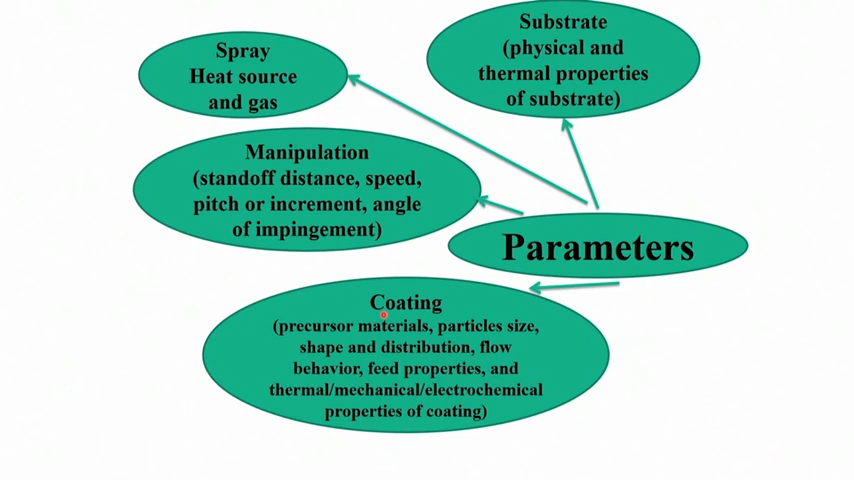 Substrate
(physical and
thermal properties
of substrate)
Spray
Heat source
and gas
Manipulation
(standoff distance, speed,
pitch or increment, angle
of impingement)
Parameters
Coating
(precursor materials, particles size,
shape and distribution, flow
behavior, feed properties, and
thermal/mechanical/electrochemical
properties of coating)